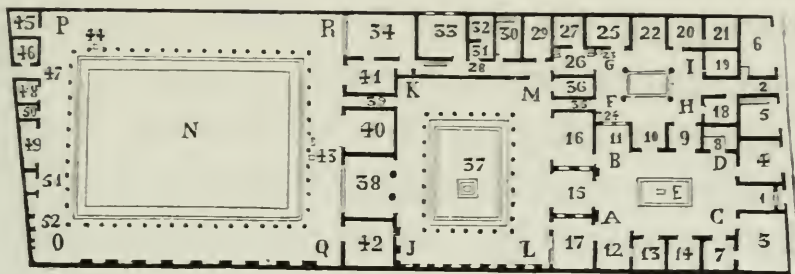 45 P R 34 33 32 30 29 27 25 22 20 21 6
44 31 23
46 28 26 G I 19
47 41 K M 2
48 39 36 F H 18 5
50 35 24
N 40 16 11 10 9 8
49 43 37 B D 4
51 38 15 E 1
52 A C
O Q 42 J L 17 12 13 14 7 3